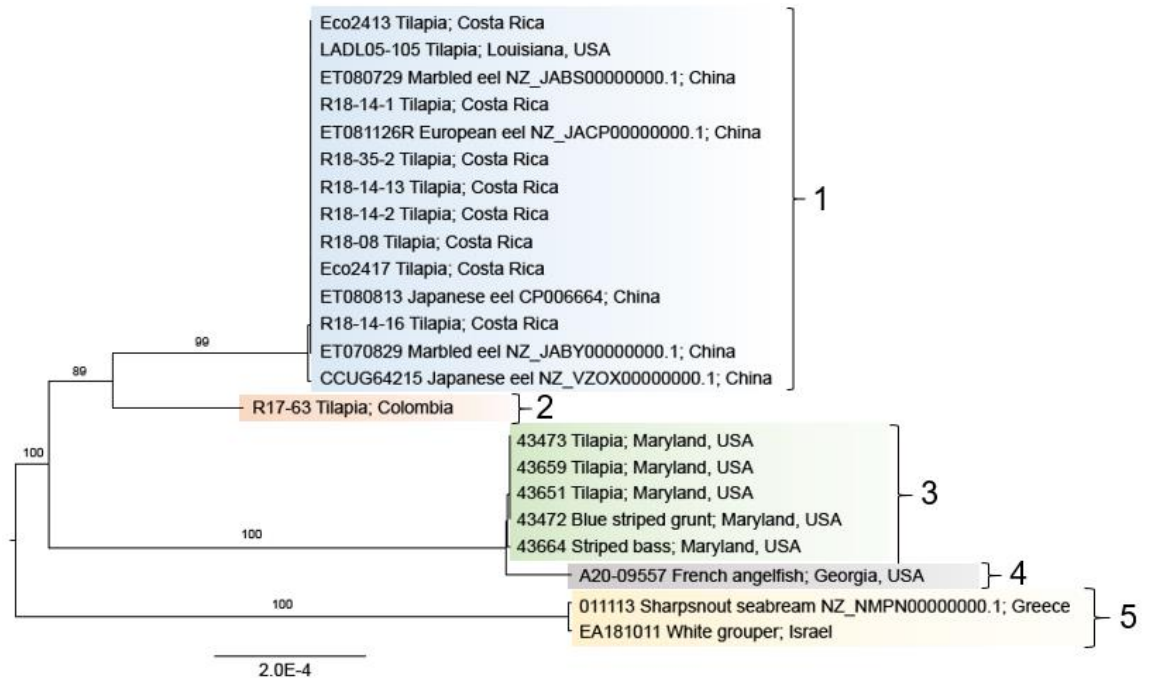 Eco2413 Tilapia; Costa Rica
LADL05-105 Tilapia; Louisiana, USA
ET080729 Marbled eel NZ_JABS00000000.1; China
R18-14-1 Tilapia; Costa Rica
ET081126R European eel NZ_JACP00000000.1; China
R18-35-2 Tilapia; Costa Rica
R18-14-13 Tilapia; Costa Rica
R18-14-2 Tilapia; Costa Rica
R18-08 Tilapia; Costa Rica
Eco2417 Tilapia; Costa Rica
ET080813 Japanese eel CP006664; China
R18-14-16 Tilapia; Costa Rica
ET070829 Marbled eel NZ_JABY00000000.1; China
CCUG64215 Japanese eel NZ_VZOX00000000.1; China
1
99
89
R17-63 Tilapia; Colombia
2
100
43473 Tilapia; Maryland, USA
43659 Tilapia; Maryland, USA
43651 Tilapia; Maryland, USA
43472 Blue striped grunt; Maryland, USA
43664 Striped bass; Maryland, USA
3
100
A20-09557 French angelfish; Georgia, USA
4
100
011113 Sharpsnout seabream NZ_NMPN00000000.1; Greece
EA181011 White grouper; Israel
5
2.0E-4